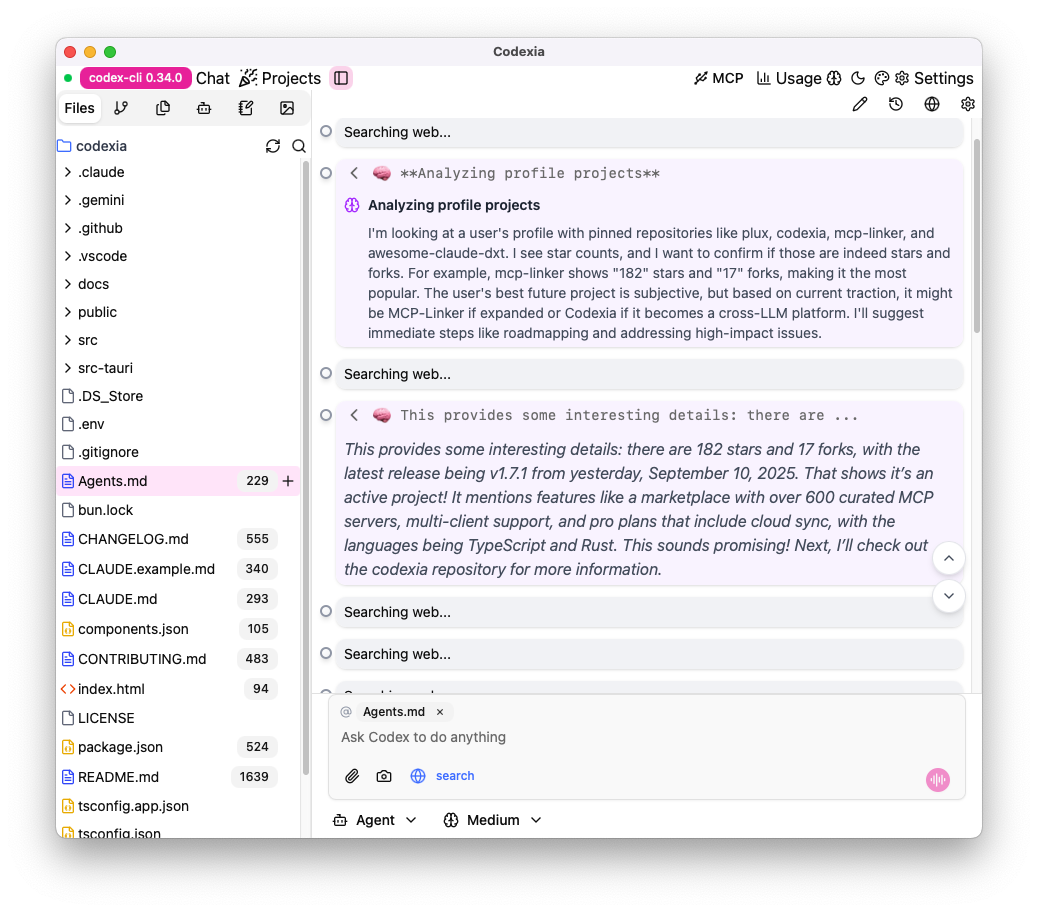 Codexia
codex-cli 0.34.0 Chat Projects MCP Usage Settings
Files
codexia
.claude
.gemini
.github
.vscode
docs
public
src
src-tauri
.DS_Store
.env
.gitignore
Agents.md 229
bun.lock
CHANGELOG.md 555
CLAUDE.example.md 340
CLAUDE.md 293
components.json 105
CONTRIBUTING.md 483
index.html 94
LICENSE
package.json 524
README.md 1639
tsconfig.app.json
tsconfig.json
Searching web...
**Analyzing profile projects**
Analyzing profile projects
I'm looking at a user's profile with pinned repositories like plux, codexia, mcp-linker, and
awesome-claude-dxt. I see star counts, and I want to confirm if those are indeed stars and
forks. For example, mcp-linker shows "182" stars and "17" forks, making it the most
popular. The user's best future project is subjective, but based on current traction, it might
be MCP-Linker if expanded or Codexia if it becomes a cross-LLM platform. I'll suggest
immediate steps like roadmapping and addressing high-impact issues.
Searching web...
This provides some interesting details: there are ...
This provides some interesting details: there are 182 stars and 17 forks, with the
latest release being v1.7.1 from yesterday, September 10, 2025. That shows it's an
active project! It mentions features like a marketplace with over 600 curated MCP
servers, multi-client support, and pro plans that include cloud sync, with the
languages being TypeScript and Rust. This sounds promising! Next, I'll check out
the codexia repository for more information.
Searching web...
Searching web...
@ Agents.md ×
Ask Codex to do anything
search
Agent Medium